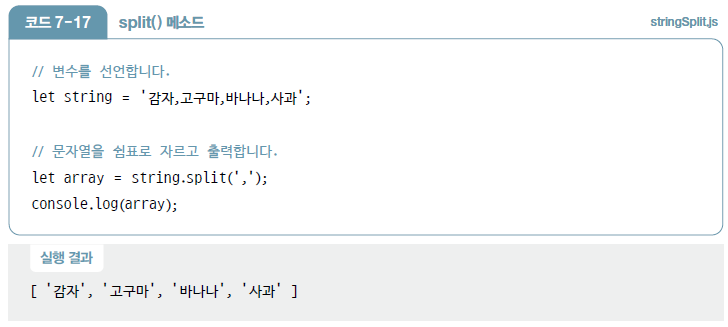 코드 7-17 split() 메소드 stringSplit.js
// 변수를 선언합니다.
let string = '감자,고구마,바나나,사과';
// 문자열을 쉼표로 자르고 출력합니다.
let array = string.split(',');
console.log(array);
실행 결과
[ '감자', '고구마', '바나나', '사과' ]